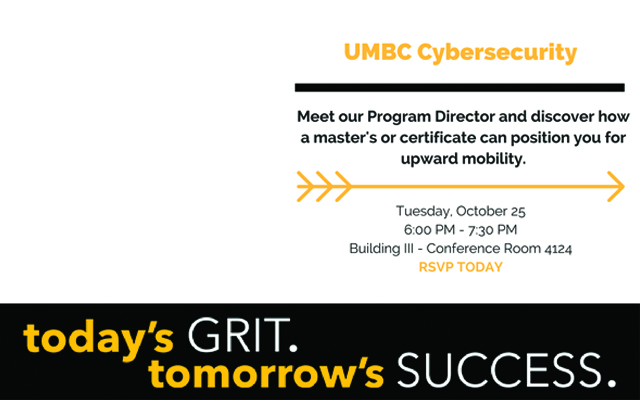 UMBC Cybersecurity
Meet our Program Director and discover how
a master's or certificate can position you for
upward mobility.
Tuesday, October 25
6:00 PM - 7:30 PM
Building III - Conference Room 4124
RSVP TODAY
today's GRIT.
tomorrow's SUCCESS.